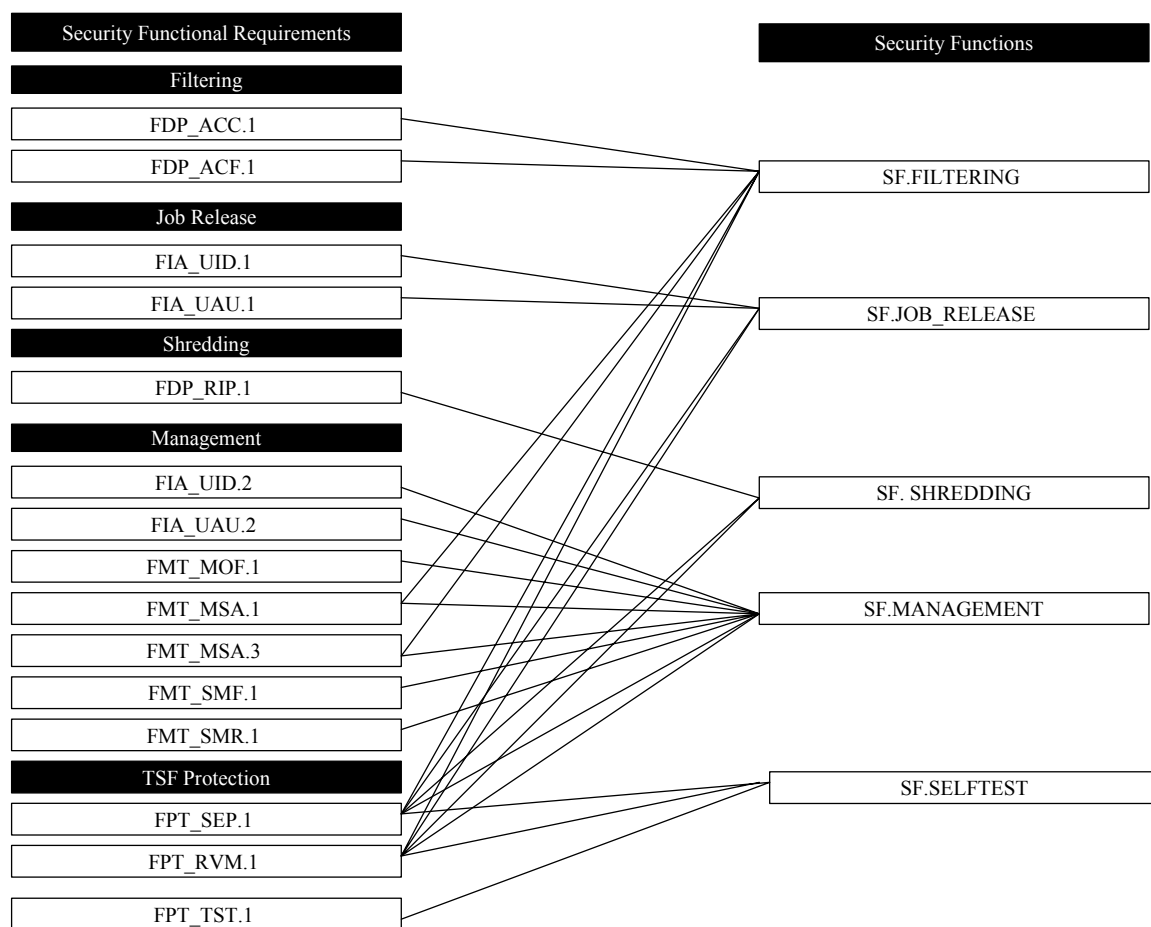 Security Functional Requirements
Filtering
FDP_ACC.1
FDP_ACF.1
Job Release
FIA_UID.1
FIA_UAU.1
Shredding
FDP_RIP.1
Management
FIA_UID.2
FIA_UAU.2
FMT_MOF.1
FMT_MSA.1
FMT_MSA.3
FMT_SMF.1
FMT_SMR.1
TSF Protection
FPT_SEP.1
FPT_RVM.1
FPT_TST.1
Security Functions
SF.FILTERING
SF.JOB_RELEASE
SF. SHREDDING
SF.MANAGEMENT
SF.SELFTEST